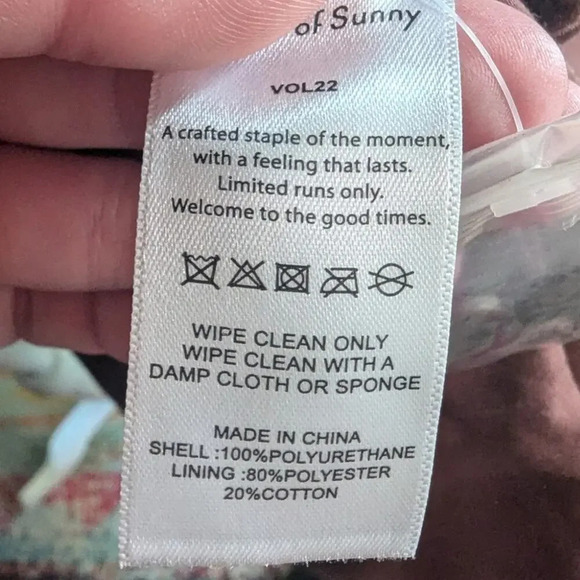 of Sunny
VOL22
A crafted staple of the moment,
with a feeling that lasts.
Limited runs only.
Welcome to the good times.
WIPE CLEAN ONLY
WIPE CLEAN WITH A
DAMP CLOTH OR SPONGE
MADE IN CHINA
SHELL :100%POLYURETHANE
LINING :80%POLYESTER
20%COTTON